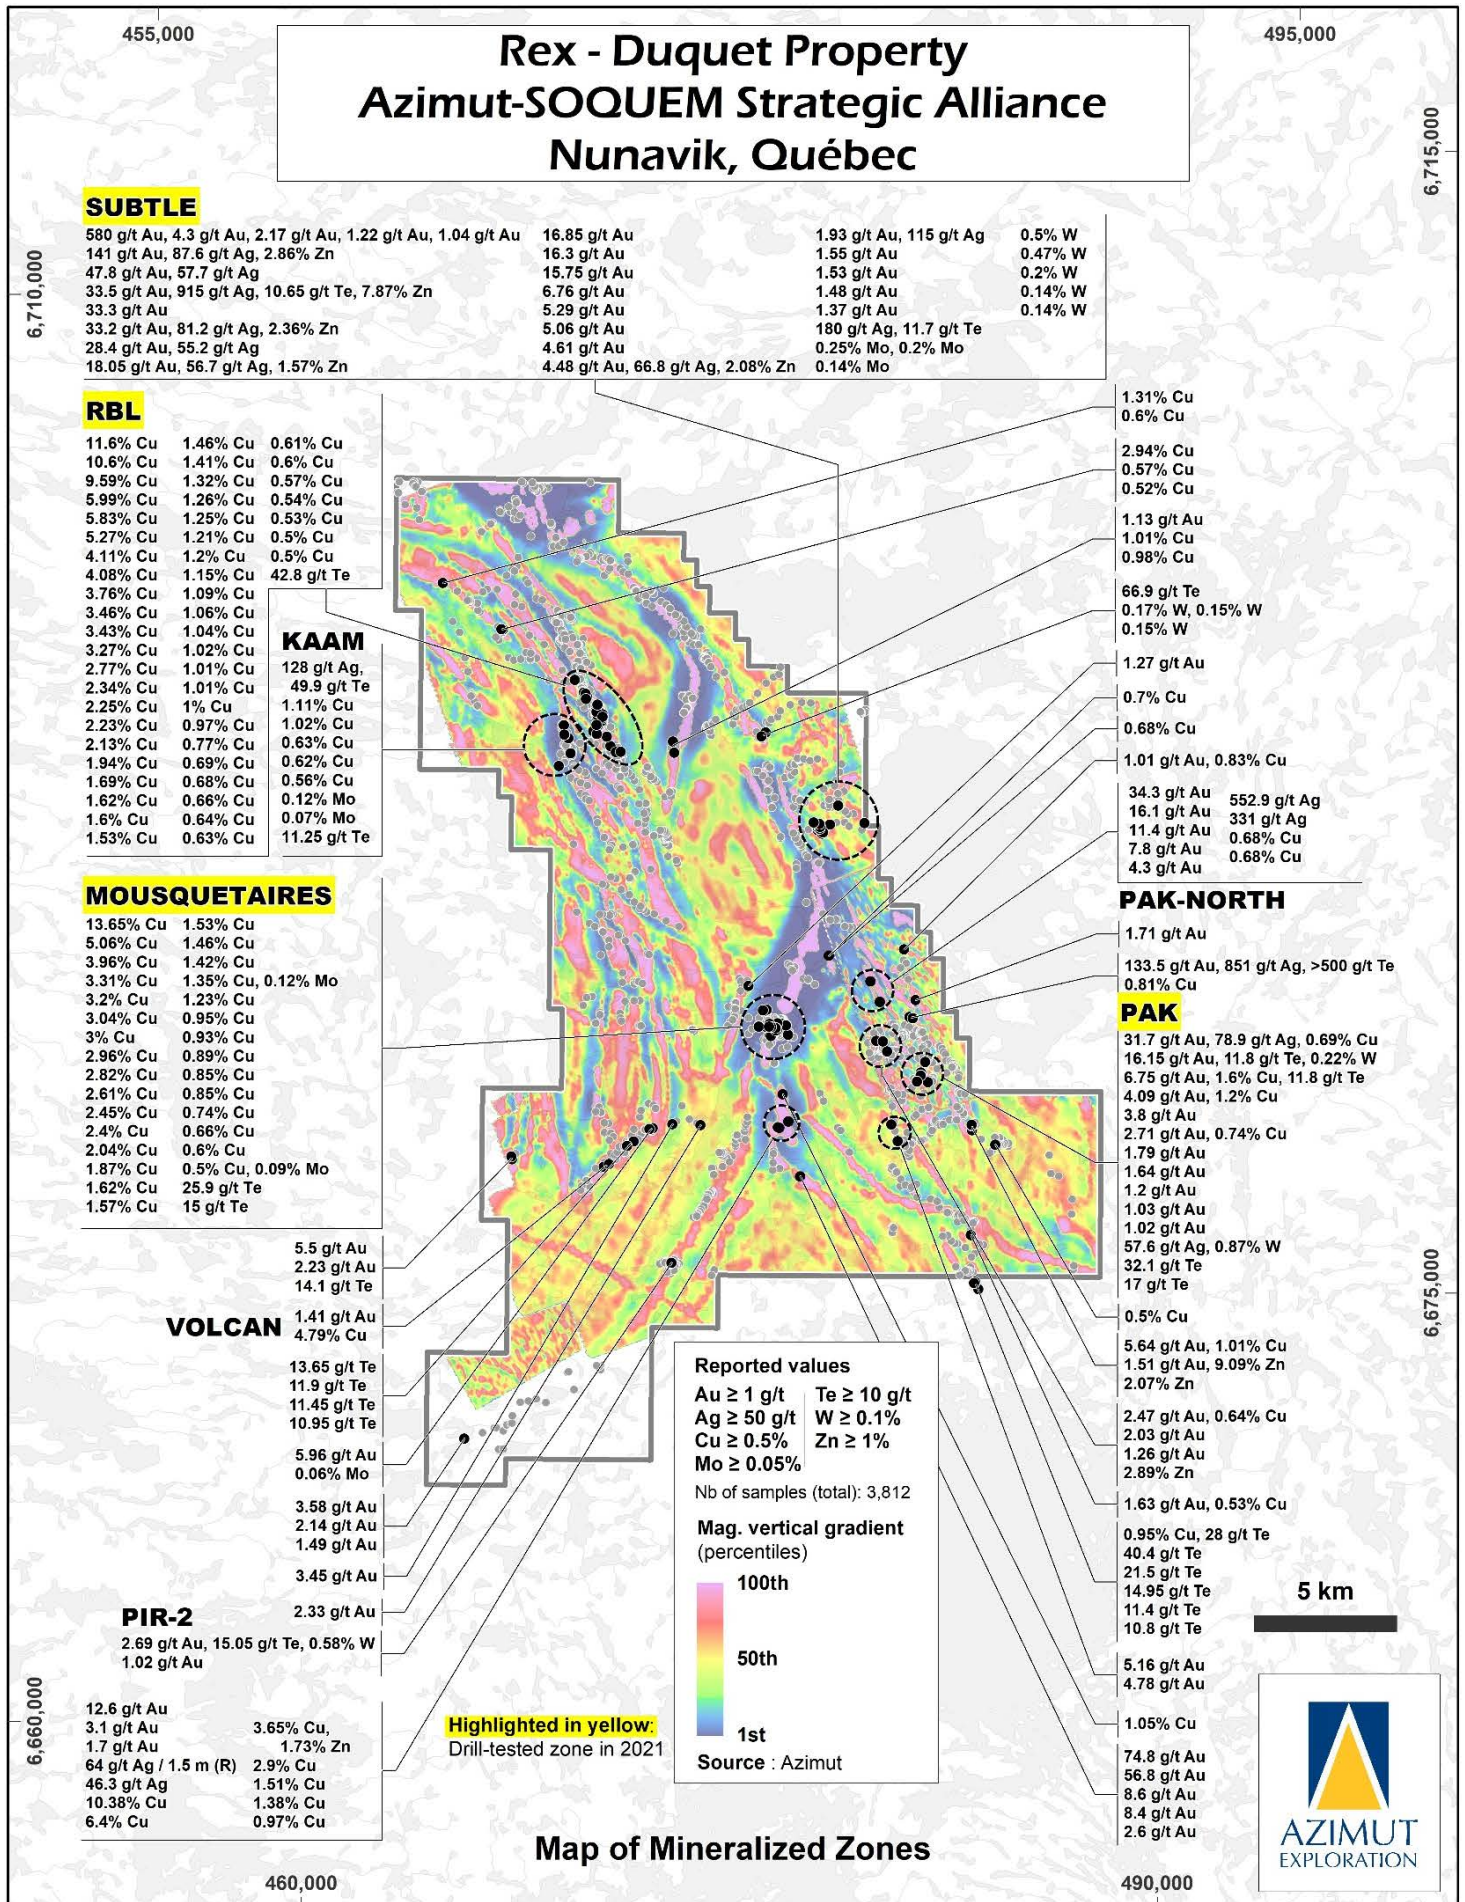 455,000
495,000
Rex - Duquet Property
Azimut-SOQUEM Strategic Alliance
Nunavik, Québec
6,715,000
6,710,000
SUBTLE
580 g/t Au, 4.3 g/t Au, 2.17 g/t Au, 1.22 g/t Au, 1.04 g/t Au
141 g/t Au, 87.6 g/t Ag, 2.86% Zn
47.8 g/t Au, 57.7 g/t Ag
33.5 g/t Au, 915 g/t Ag, 10.65 g/t Te, 7.87% Zn
33.3 g/t Au
33.2 g/t Au, 81.2 g/t Ag, 2.36% Zn
28.4 g/t Au, 55.2 g/t Ag
18.05 g/t Au, 56.7 g/t Ag, 1.57% Zn
16.85 g/t Au
16.3 g/t Au
15.75 g/t Au
6.76 g/t Au
5.29 g/t Au
5.06 g/t Au
4.61 g/t Au
4.48 g/t Au, 66.8 g/t Ag, 2.08% Zn
1.93 g/t Au, 115 g/t Ag
1.55 g/t Au
1.53 g/t Au
1.48 g/t Au
1.37 g/t Au
180 g/t Ag, 11.7 g/t Te
0.25% Mo, 0.2% Mo
0.14% Mo
0.5% W
0.47% W
0.2% W
0.14% W
0.14% W
RBL
11.6% Cu
10.6% Cu
9.59% Cu
5.99% Cu
5.83% Cu
5.27% Cu
4.11% Cu
4.08% Cu
3.76% Cu
3.46% Cu
3.43% Cu
3.27% Cu
2.77% Cu
2.34% Cu
2.25% Cu
2.23% Cu
2.13% Cu
1.94% Cu
1.69% Cu
1.62% Cu
1.6% Cu
1.53% Cu
1.46% Cu
1.41% Cu
1.32% Cu
1.26% Cu
1.25% Cu
1.21% Cu
1.2% Cu
1.15% Cu
1.09% Cu
1.06% Cu
1.04% Cu
1.02% Cu
1.01% Cu
1.01% Cu
1% Cu
0.97% Cu
0.77% Cu
0.69% Cu
0.68% Cu
0.66% Cu
0.64% Cu
0.63% Cu
0.61% Cu
0.6% Cu
0.57% Cu
0.54% Cu
0.53% Cu
0.5% Cu
0.5% Cu
42.8 g/t Te
KAAM
128 g/t Ag,
49.9 g/t Te
1.11% Cu
1.02% Cu
0.63% Cu
0.62% Cu
0.56% Cu
0.12% Mo
0.07% Mo
11.25 g/t Te
MOUSQUETAIRES
13.65% Cu
5.06% Cu
3.96% Cu
3.31% Cu
3.2% Cu
3.04% Cu
3% Cu
2.96% Cu
2.82% Cu
2.61% Cu
2.45% Cu
2.4% Cu
2.04% Cu
1.87% Cu
1.62% Cu
1.57% Cu
1.53% Cu
1.46% Cu
1.42% Cu
1.35% Cu, 0.12% Mo
1.23% Cu
0.95% Cu
0.93% Cu
0.89% Cu
0.85% Cu
0.85% Cu
0.74% Cu
0.66% Cu
0.6% Cu
0.5% Cu, 0.09% Mo
25.9 g/t Te
15 g/t Te
5.5 g/t Au
2.23 g/t Au
14.1 g/t Te
VOLCAN
1.41 g/t Au
4.79% Cu
13.65 g/t Te
11.9 g/t Te
11.45 g/t Te
10.95 g/t Te
5.96 g/t Au
0.06% Mo
3.58 g/t Au
2.14 g/t Au
1.49 g/t Au
3.45 g/t Au
2.33 g/t Au
PIR-2
2.69 g/t Au, 15.05 g/t Te, 0.58% W
1.02 g/t Au
12.6 g/t Au
3.1 g/t Au
1.7 g/t Au
64 g/t Ag / 1.5 m (R)
46.3 g/t Ag
10.38% Cu
6.4% Cu
3.65% Cu,
1.73% Zn
2.9% Cu
1.51% Cu
1.38% Cu
0.97% Cu
6,660,000
1.31% Cu
0.6% Cu
2.94% Cu
0.57% Cu
0.52% Cu
1.13 g/t Au
1.01% Cu
0.98% Cu
66.9 g/t Te
0.17% W, 0.15% W
0.15% W
1.27 g/t Au
0.7% Cu
0.68% Cu
1.01 g/t Au, 0.83% Cu
34.3 g/t Au
16.1 g/t Au
11.4 g/t Au
7.8 g/t Au
4.3 g/t Au
552.9 g/t Ag
331 g/t Ag
0.68% Cu
0.68% Cu
PAK-NORTH
1.71 g/t Au
133.5 g/t Au, 851 g/t Ag, >500 g/t Te
0.81% Cu
PAK
31.7 g/t Au, 78.9 g/t Ag, 0.69% Cu
16.15 g/t Au, 11.8 g/t Te, 0.22% W
6.75 g/t Au, 1.6% Cu, 11.8 g/t Te
4.09 g/t Au, 1.2% Cu
3.8 g/t Au
2.71 g/t Au, 0.74% Cu
1.79 g/t Au
1.64 g/t Au
1.2 g/t Au
1.03 g/t Au
1.02 g/t Au
57.6 g/t Ag, 0.87% W
32.1 g/t Te
17 g/t Te
6,675,000
0.5% Cu
5.64 g/t Au, 1.01% Cu
1.51 g/t Au, 9.09% Zn
2.07% Zn
2.47 g/t Au, 0.64% Cu
2.03 g/t Au
1.26 g/t Au
2.89% Zn
1.63 g/t Au, 0.53% Cu
0.95% Cu, 28 g/t Te
40.4 g/t Te
21.5 g/t Te
14.95 g/t Te
11.4 g/t Te
10.8 g/t Te
5.16 g/t Au
4.78 g/t Au
1.05% Cu
74.8 g/t Au
56.8 g/t Au
8.6 g/t Au
8.4 g/t Au
2.6 g/t Au
Reported values
Au ≥ 1 g/t
Ag ≥ 50 g/t
Cu ≥ 0.5%
Mo ≥ 0.05%
Te ≥ 10 g/t
W ≥ 0.1%
Zn ≥ 1%
Nb of samples (total): 3,812
Mag. vertical gradient
(percentiles)
100th
50th
1st
Source : Azimut
Highlighted in yellow:
Drill-tested zone in 2021
5 km
AZIMUT
EXPLORATION
Map of Mineralized Zones
460,000
490,000